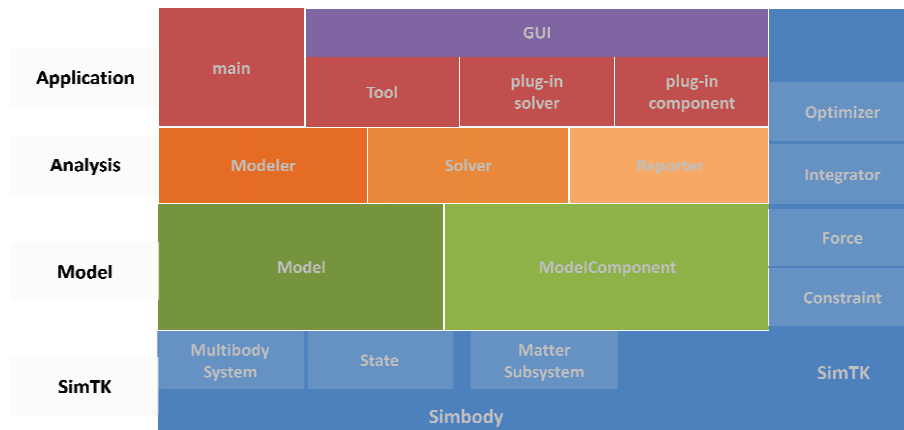 GUI
Application
main
Tool
plug-in
solver
plug-in
component
Optimizer
Analysis
Modeler
Solver
Reporter
Integrator
Model
Model
ModelComponent
Force
Constraint
SimTK
Multibody
System
State
Matter
Subsystem
SimTK
Simbody